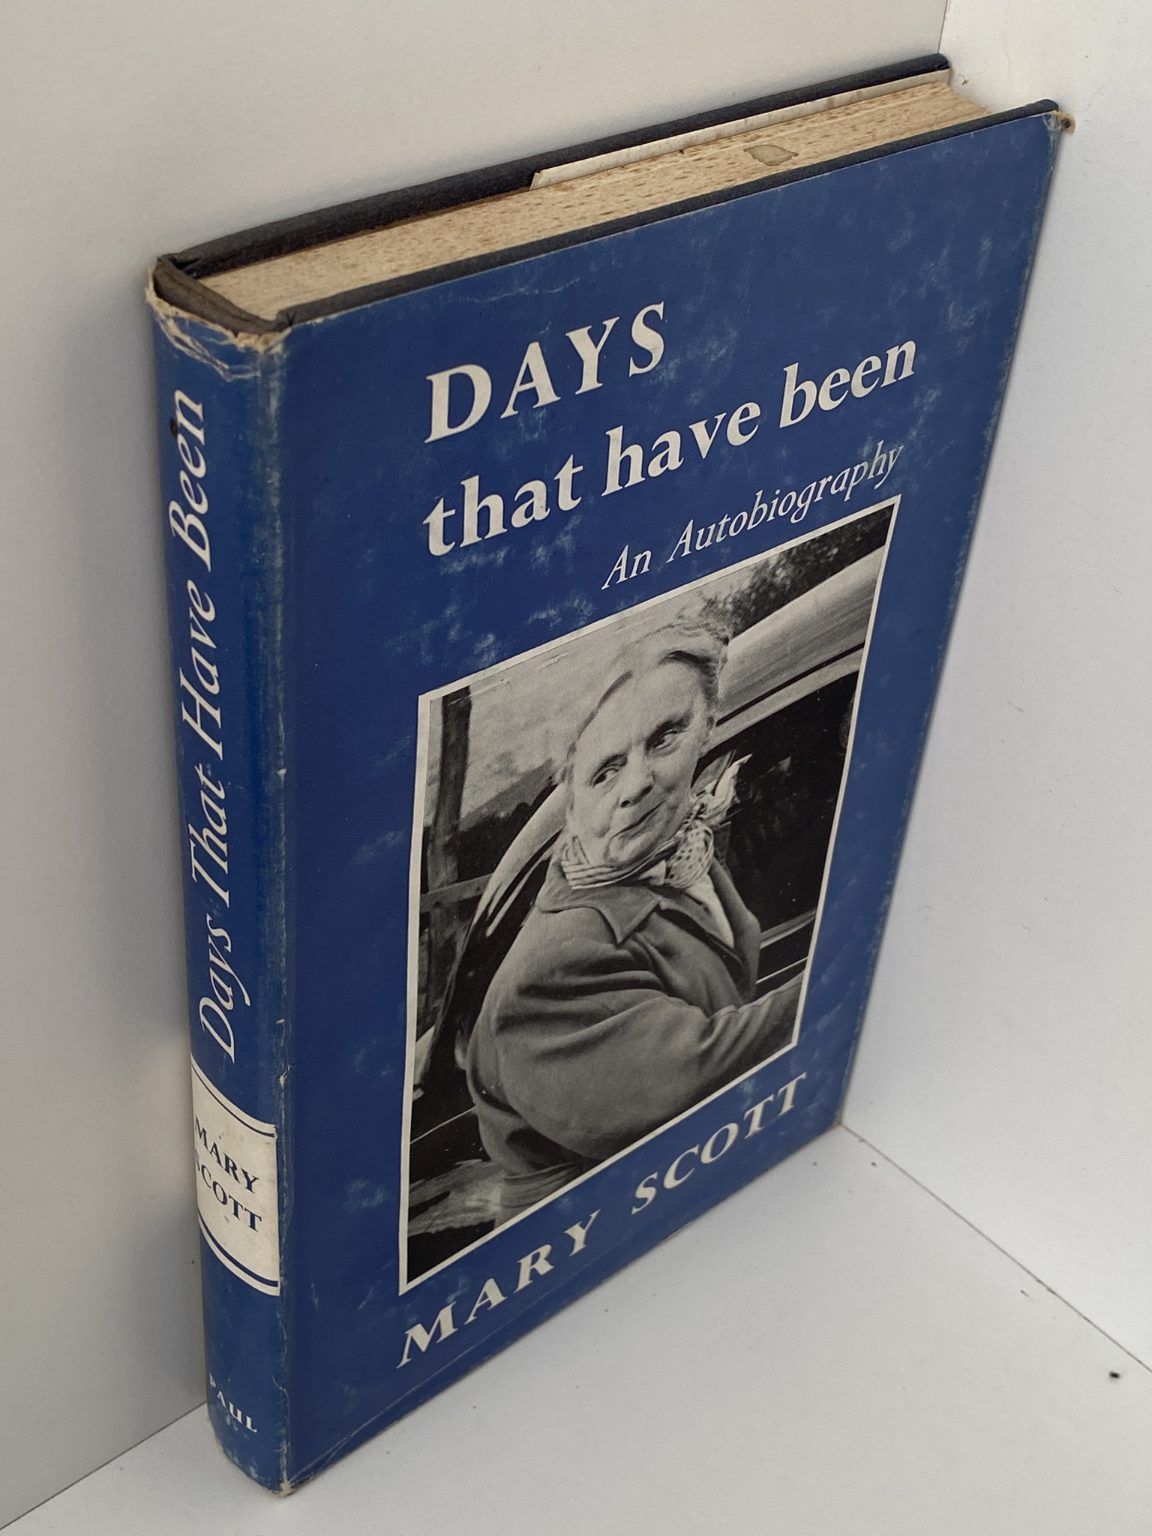 DAYS
that have been
An Autobiography
MARY SCOTT
Days That Have Been
MARY
SCOTT
PAUL